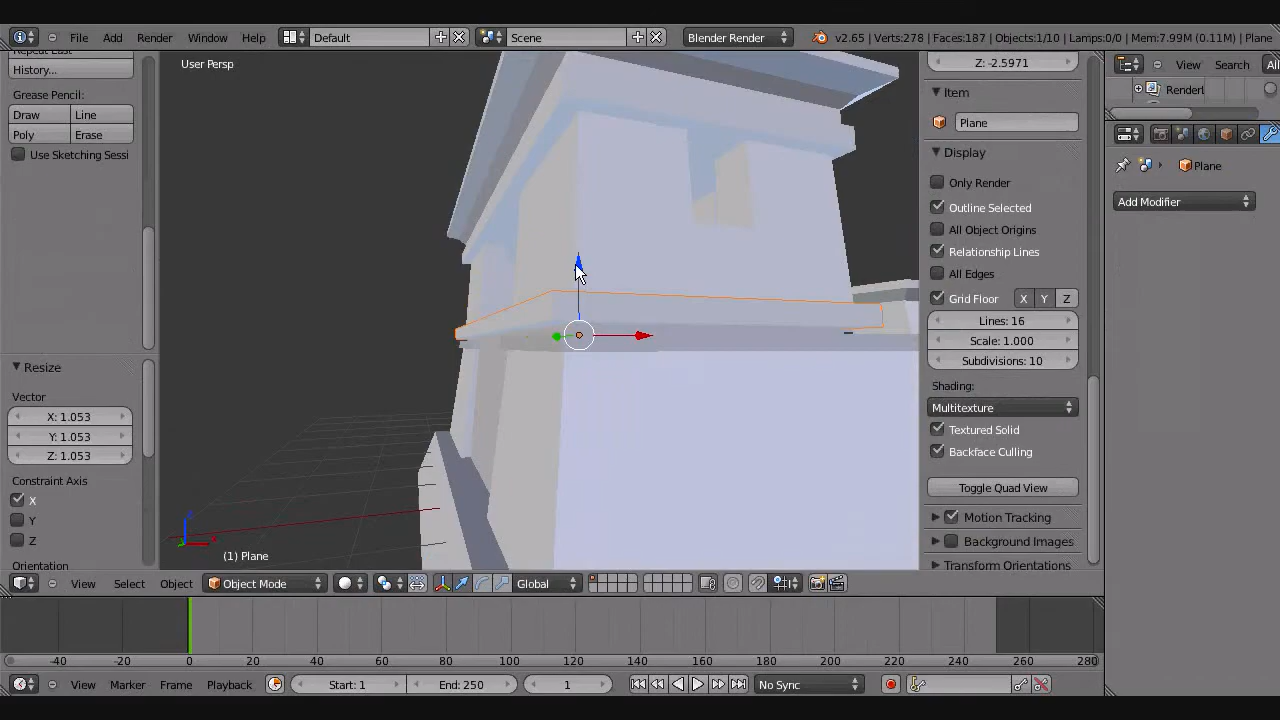 File Add Render Window Help Default Scene Blender Render v2.65 | Verts:278 | Faces:187 | Objects:1/10 | Lamps:0/0 | Mem:7.99M (0.11M) | Plane
History...
Grease Pencil:
Draw Line
Poly Erase
Use Sketching Sessi
Resize
Vector
X: 1.053
Y: 1.053
Z: 1.053
Constraint Axis
X
Y
Z
Orientation
User Persp
(1) Plane
Z: -2.5971
Item
Plane
Display
Only Render
Outline Selected
All Object Origins
Relationship Lines
All Edges
Grid Floor X Y Z
Lines: 16
Scale: 1.000
Subdivisions: 10
Shading:
Multitexture
Textured Solid
Backface Culling
Toggle Quad View
Motion Tracking
Background Images
Transform Orientations
View Search All
RenderL
Plane
Add Modifier
View Select Object Object Mode Global
-40 -20 0 20 40 60 80 100 120 140 160 180 200 220 240 260 280
View Marker Frame Playback Start: 1 End: 250 1 No Sync